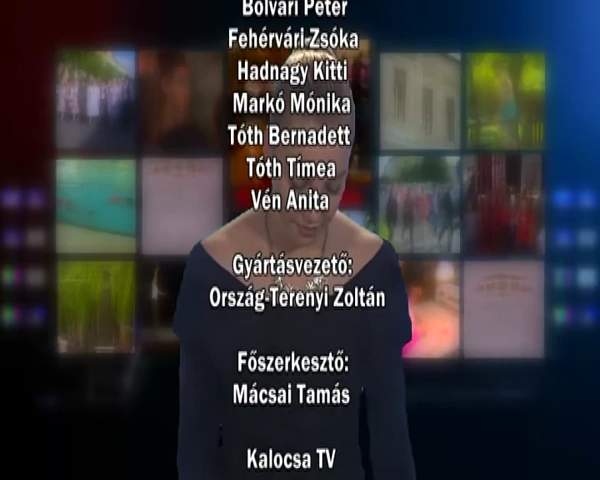 Bolvári Péter
Fehérvári Zsóka
Hadnagy Kitti
Markó Mónika
Tóth Bernadett
Tóth Tímea
Vén Anita
Gyártásvezető:
Ország-Terenyi Zoltán
Főszerkesztő:
Mácsai Tamás
Kalocsa TV